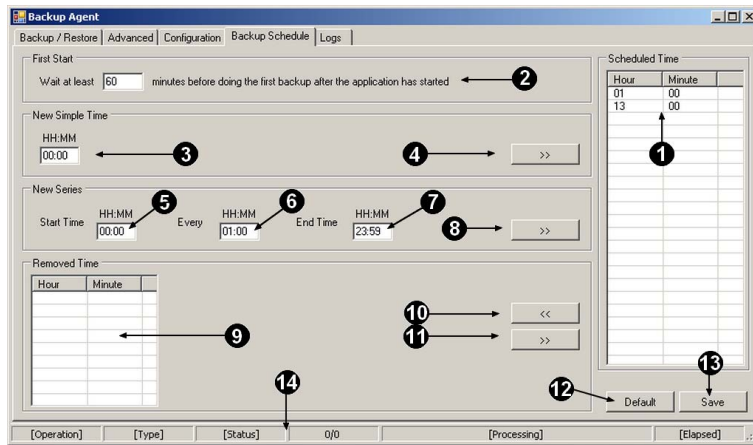 Backup Agent
Backup / Restore Advanced Configuration Backup Schedule Logs
First Start
Wait at least 60 minutes before doing the first backup after the application has started
2
New Simple Time
HH:MM
00:00
3
4
>>
New Series
Start Time
HH:MM
00:00
5
Every
HH:MM
01:00
6
End Time
HH:MM
23:59
7
8
>>
Removed Time
Hour Minute
9
10
<<
11
>>
Scheduled Time
Hour Minute
01 00
13 00
1
12
13
Default Save
14
[Operation] [Type] [Status] 0/0 [Processing] [Elapsed]